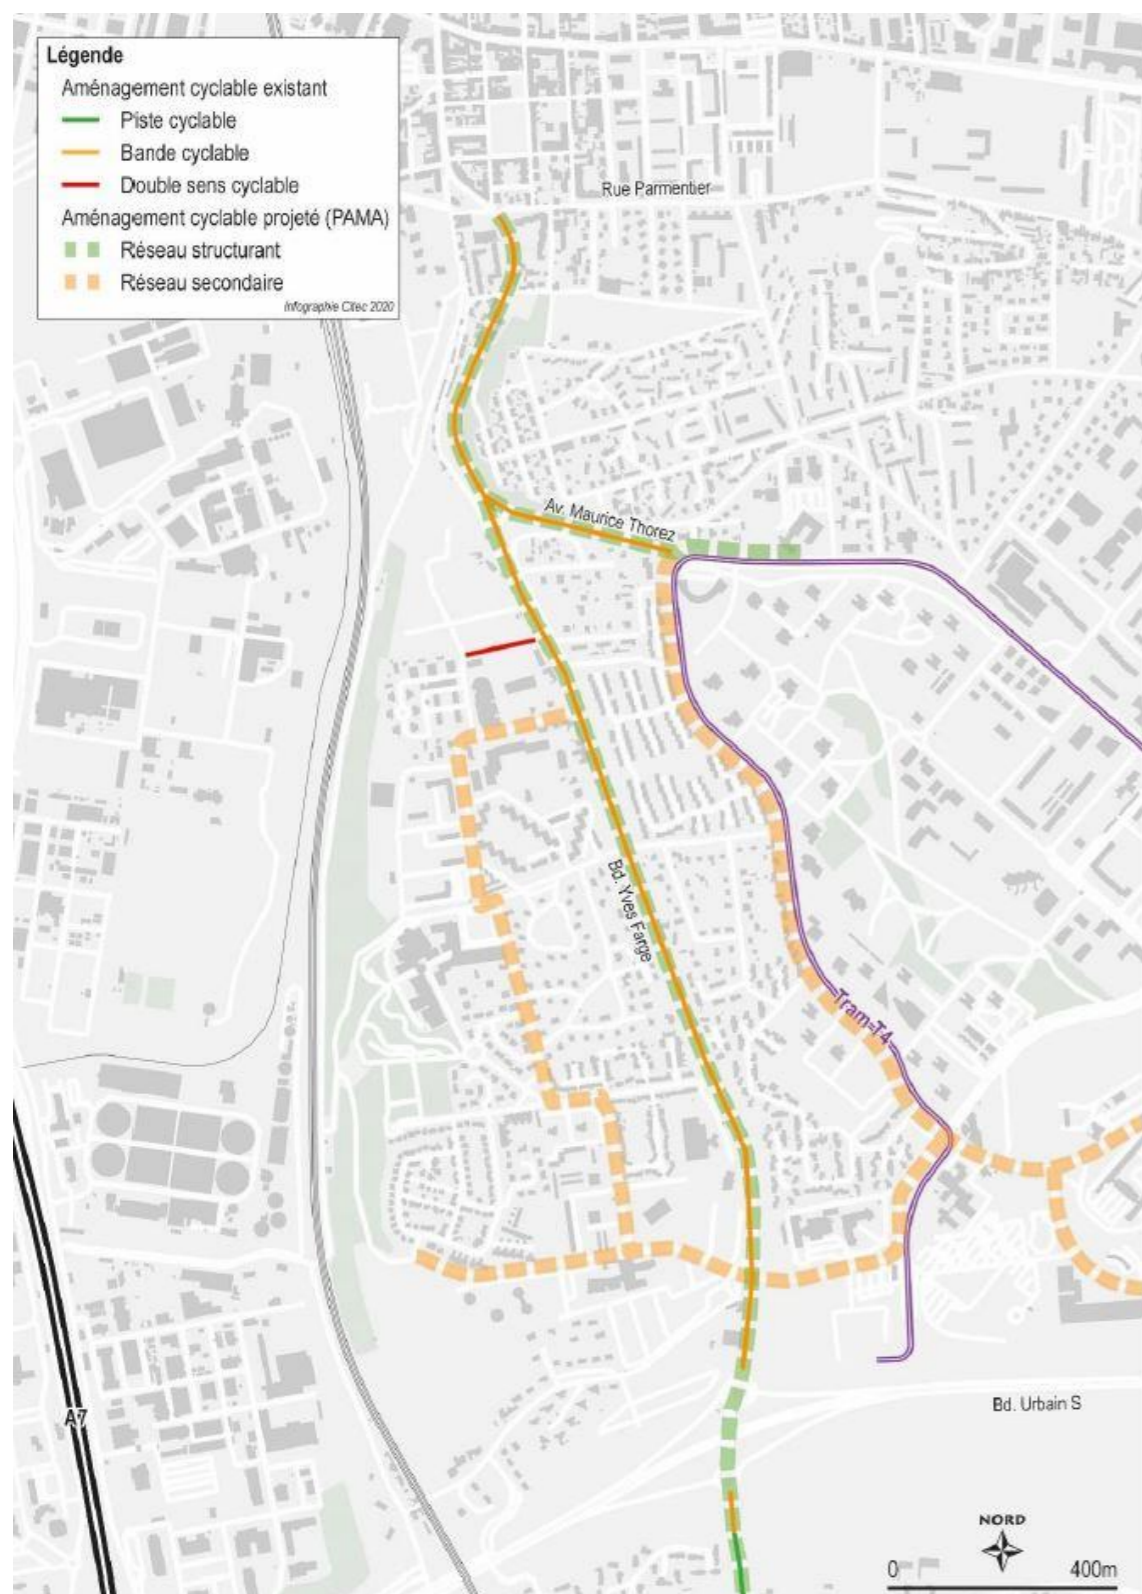 Légende
Aménagement cyclable existant
Piste cyclable
Bande cyclable
Double sens cyclable
Aménagement cyclable projeté (PAMA)
Réseau structurant
Réseau secondaire
Infographie Citec 2020
Rue Parmentier
Av. Maurice Thorez
Bd. Yves Farge
Tram T4
A7
Bd. Urbain S
NORD
0 400m